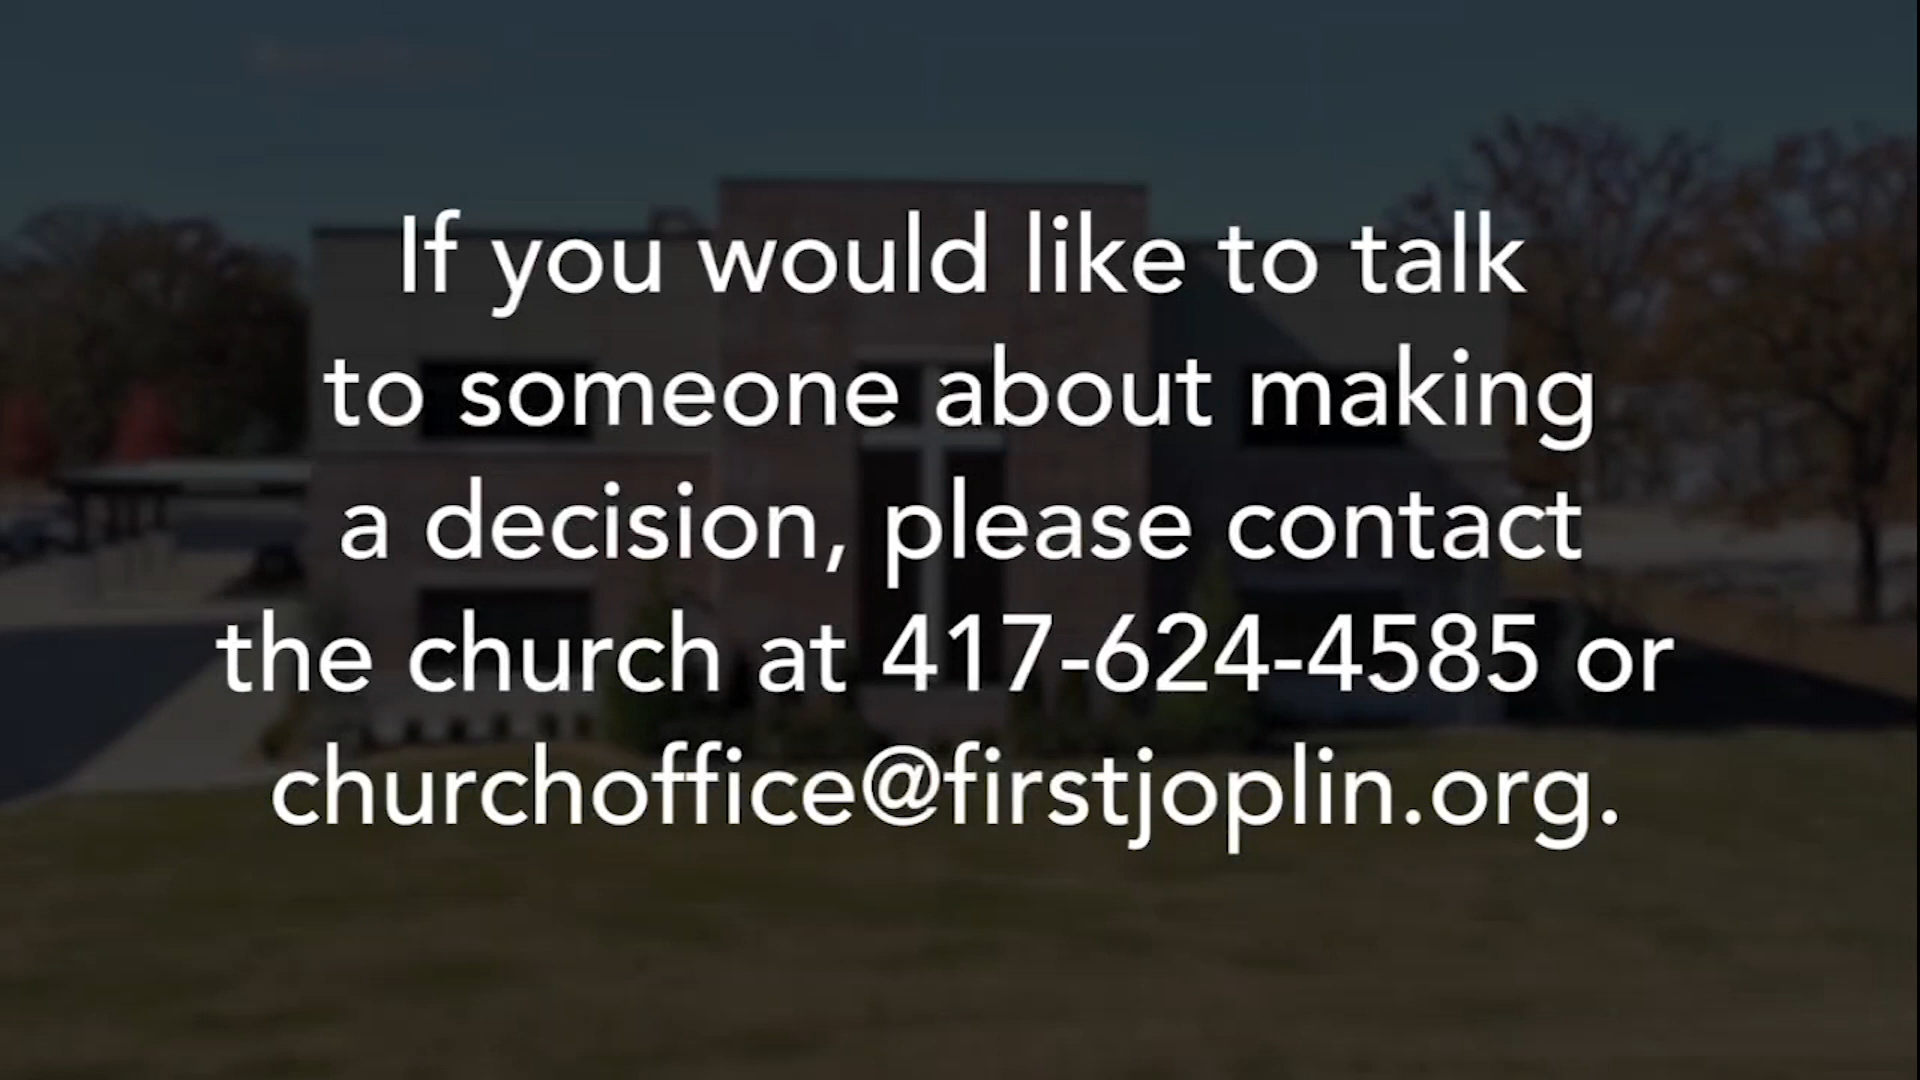 If you would like to talk
to someone about making
a decision, please contact
the church at 417-624-4585 or
churchoffice@firstjoplin.org.